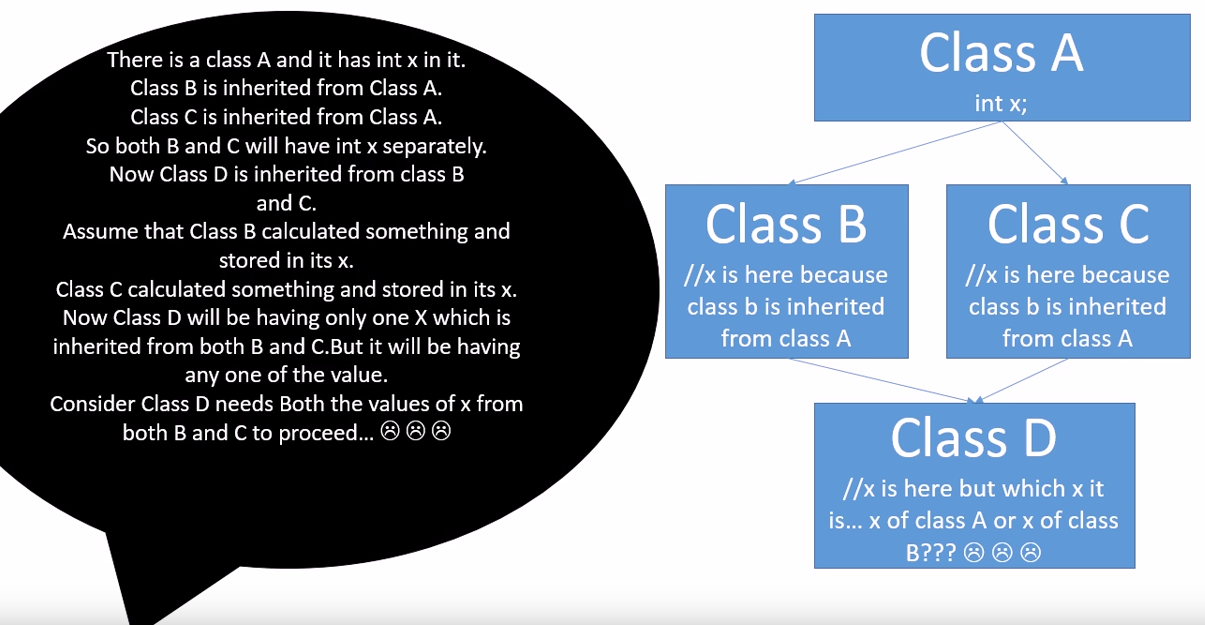 There is a class A and it has int x in it.
Class B is inherited from Class A.
Class C is inherited from Class A.
So both B and C will have int x separately.
Now Class D is inherited from class B
and C.
Assume that Class B calculated something and
stored in its x.
Class C calculated something and stored in its x.
Now Class D will be having only one X which is
inherited from both B and C.But it will be having
any one of the value.
Consider Class D needs Both the values of x from
both B and C to proceed... ☹ ☹ ☹
Class A
int x;
Class B
//x is here because
class b is inherited
from class A
Class C
//x is here because
class b is inherited
from class A
Class D
//x is here but which x it
is... x of class A or x of class
B??? ☹ ☹ ☹